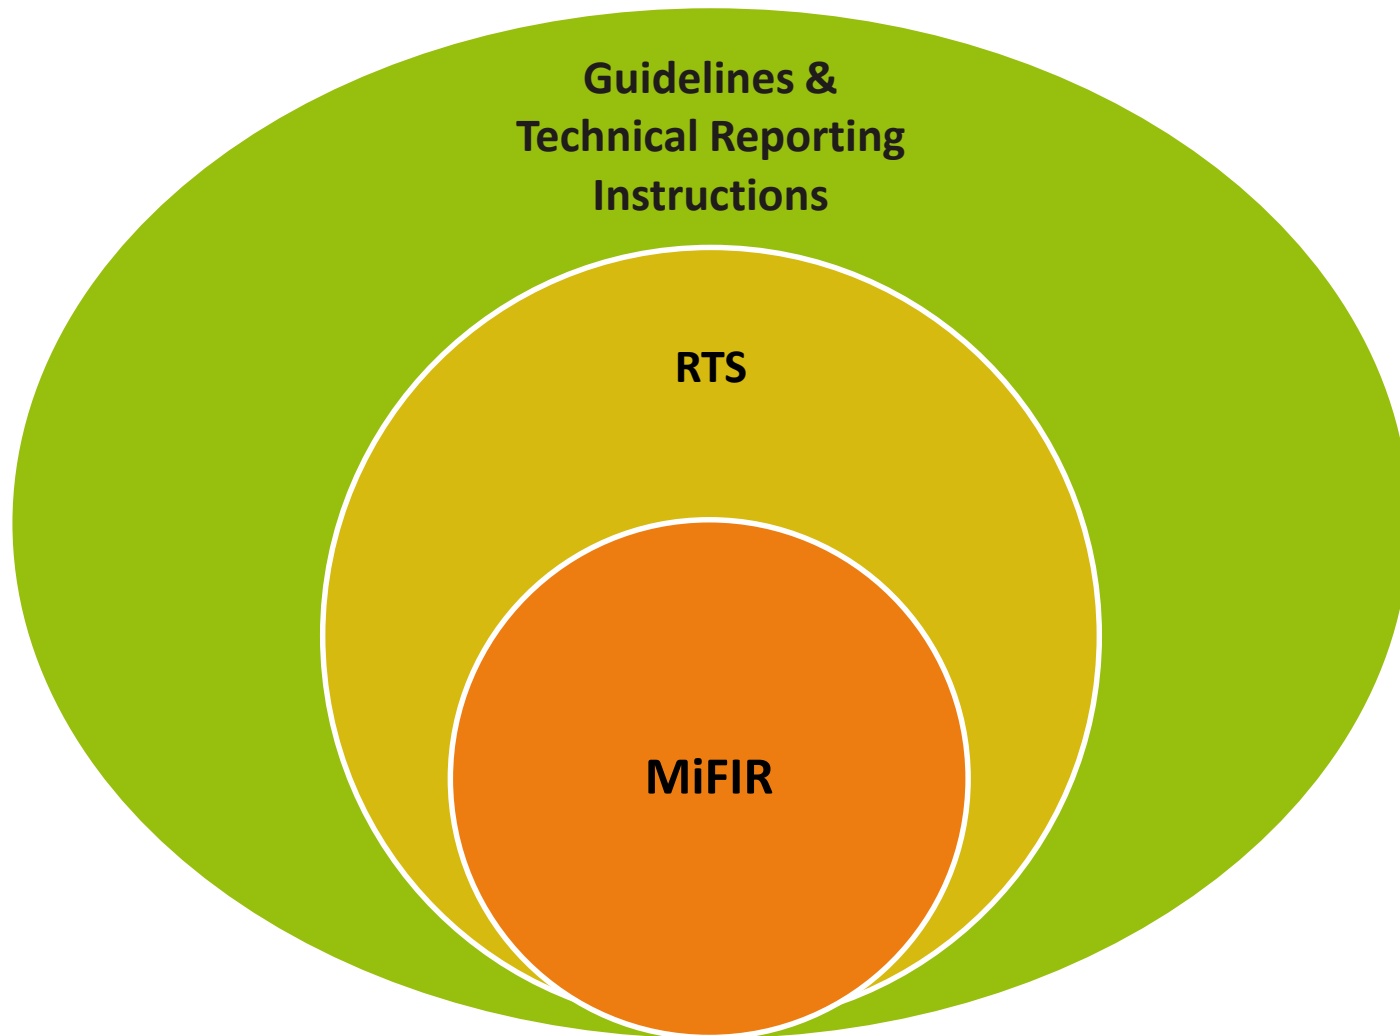 Guidelines &
Technical Reporting
Instructions
RTS
MiFIR